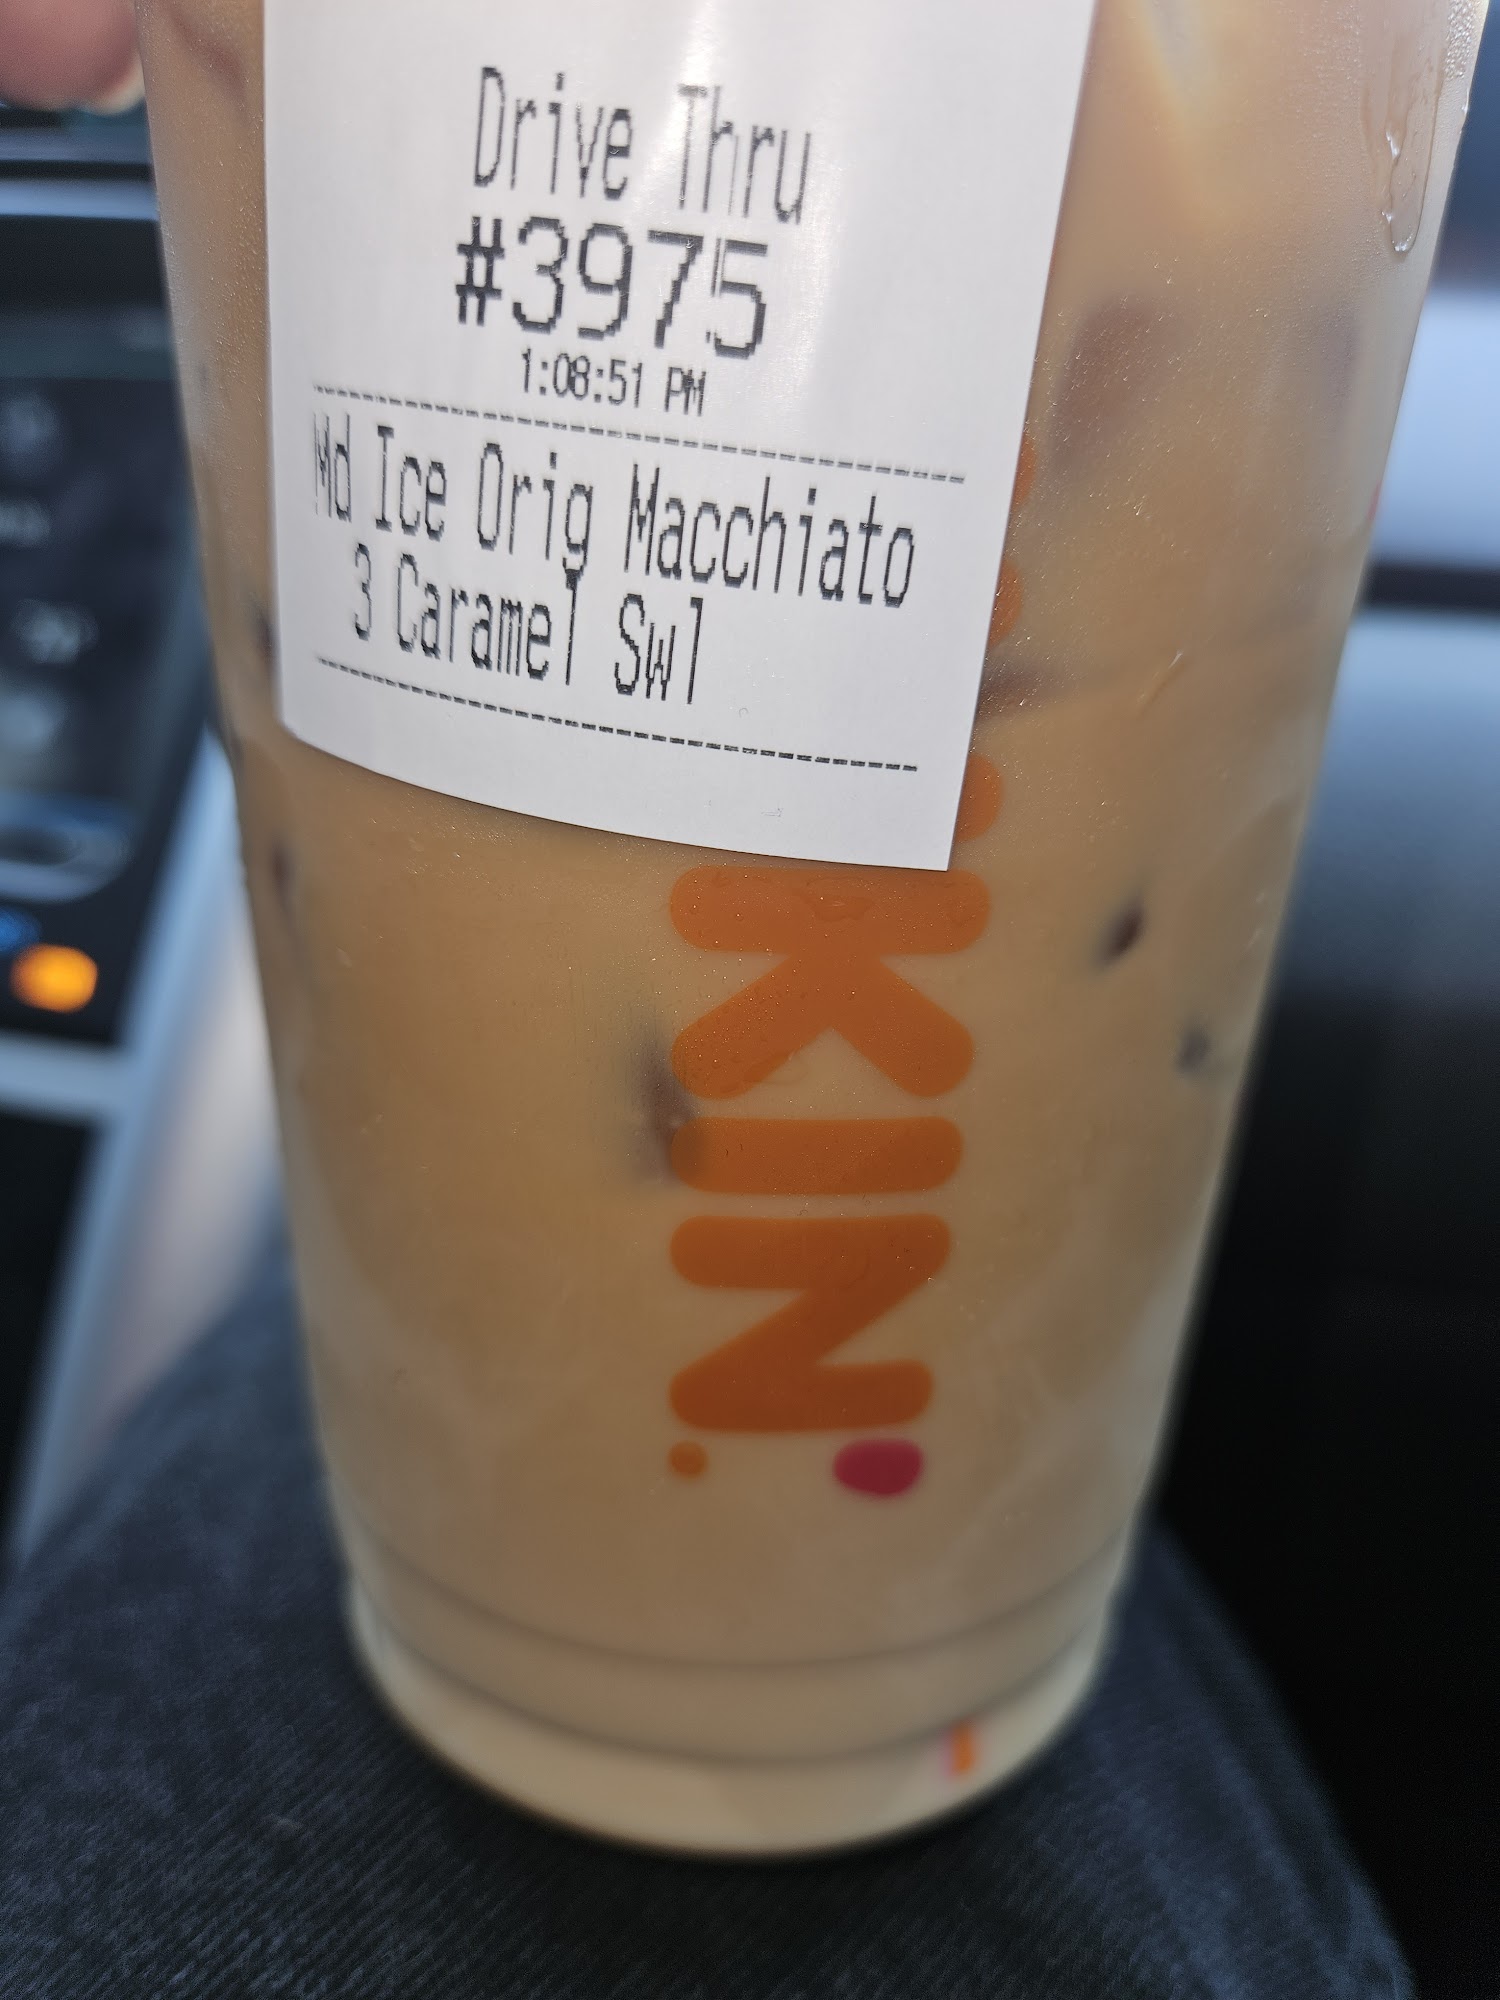 Drive Thru
#3975
1:08:51 PM
Md Ice Orig Macchiato
3 Caramel Swl
KIN